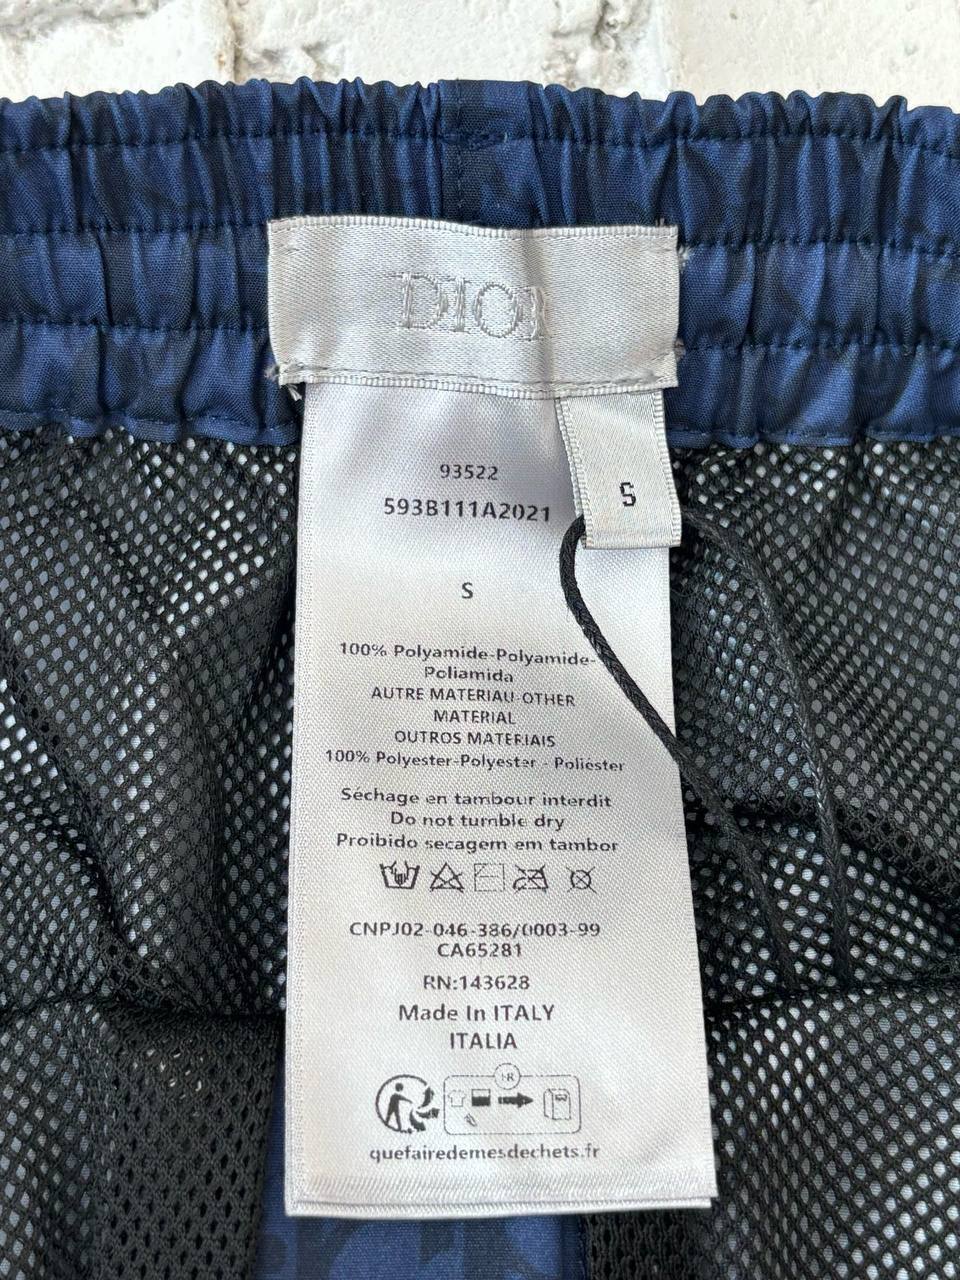 DIOR
S
93522
593B111A2021
S
100% Polyamide-Polyamide-
Poliamida
AUTRE MATERIAU-OTHER
MATERIAL
OUTROS MATERIAIS
100% Polyester-Polyester - Poliéster
Séchage en tambour interdit
Do not tumble dry
Proibido secagem em tambor
CNPJ02-046-386/0003-99
CA65281
RN:143628
Made In ITALY
ITALIA
FR
quefairedemesdechets.fr